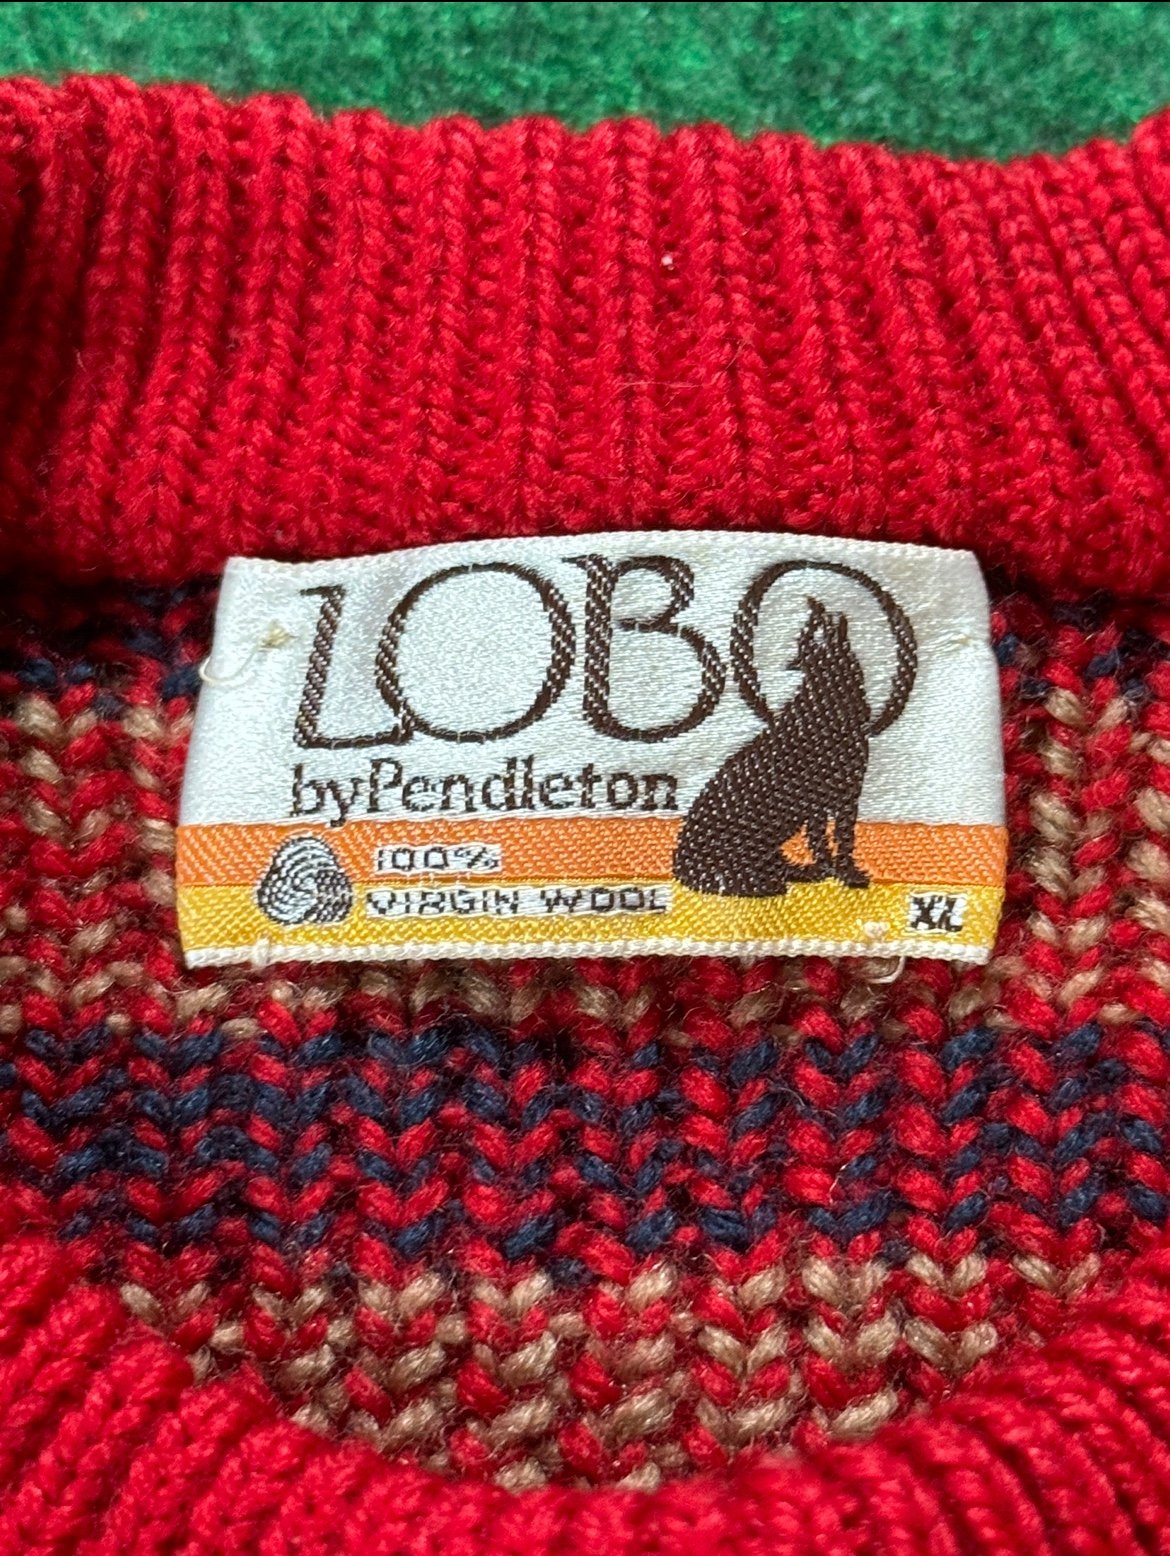 LOBO
by Pendleton
100%
VIRGIN WOOL
XL